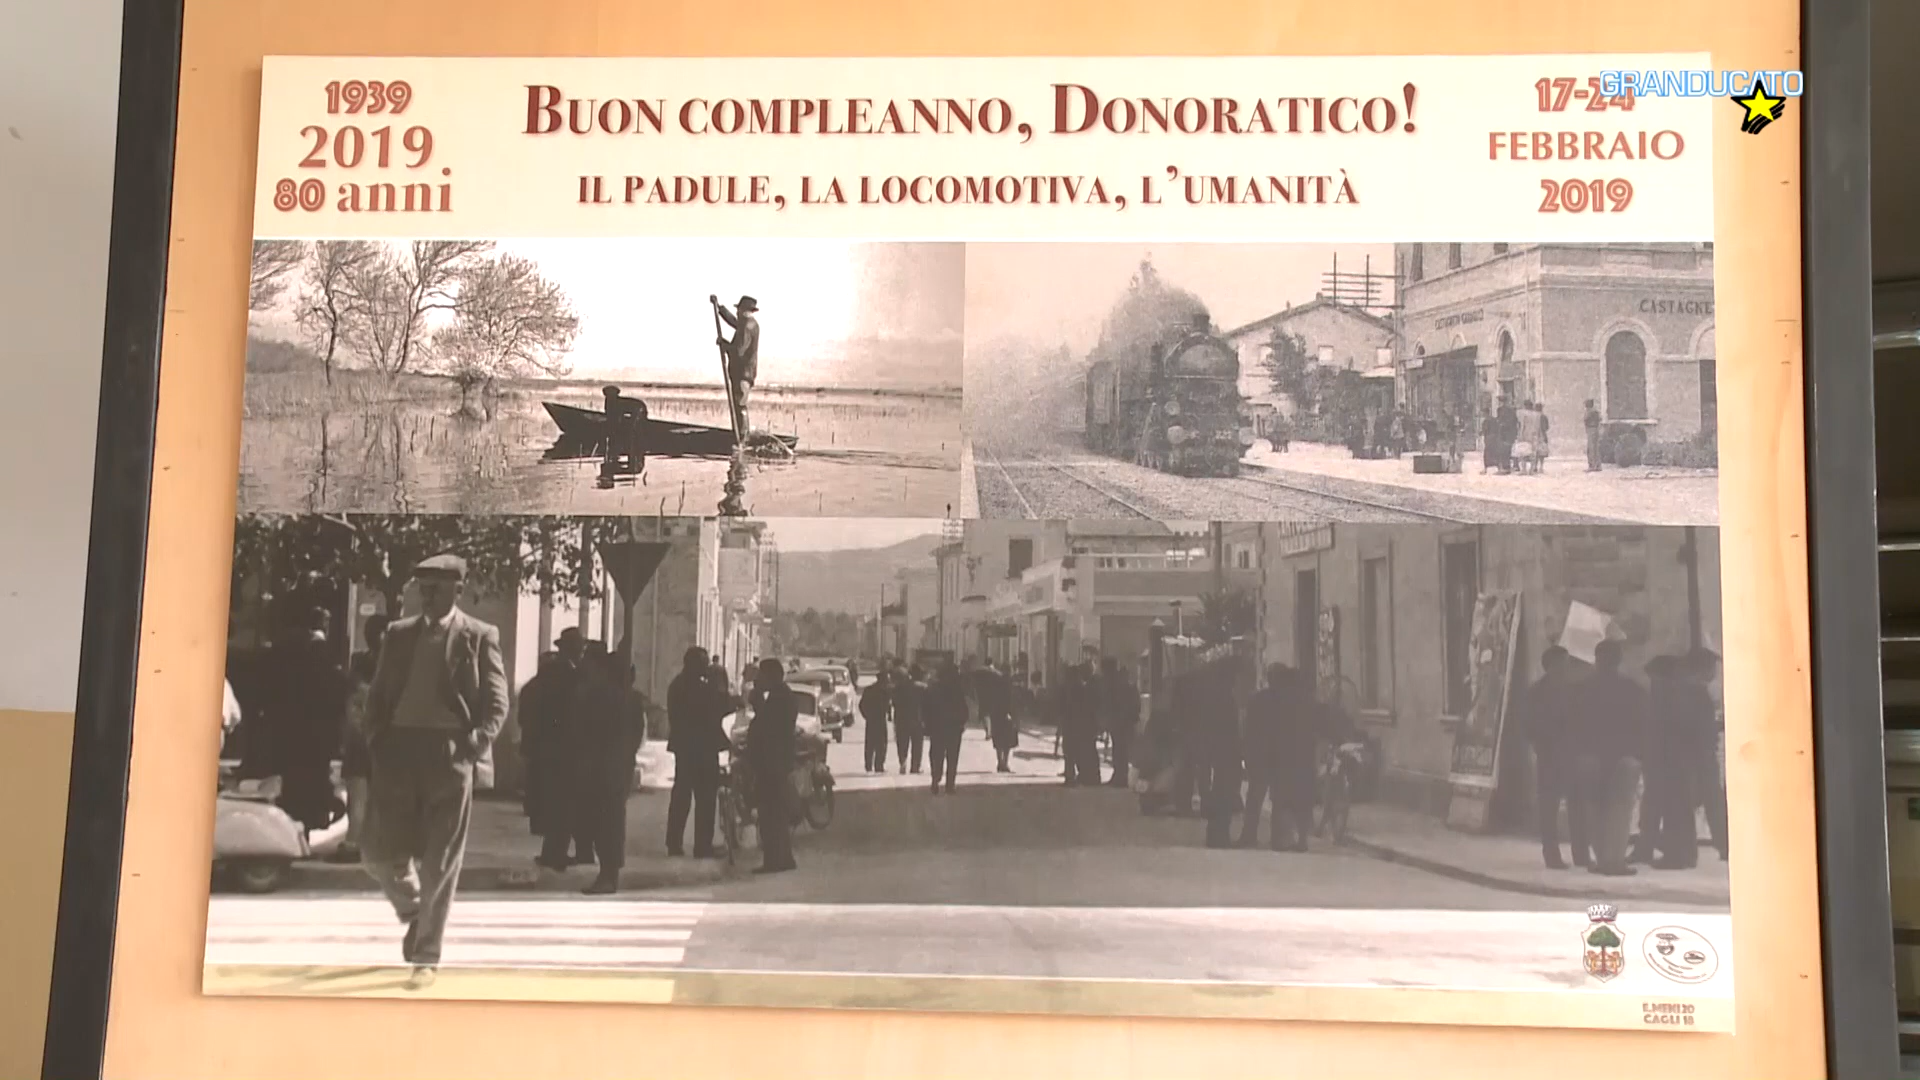 1939
2019
80 anni
BUON COMPLEANNO, DONORATICO!
IL PADULE, LA LOCOMOTIVA, L'UMANITÀ
17-24
FEBBRAIO
2019
GRANDUCATO
CASTAGNE